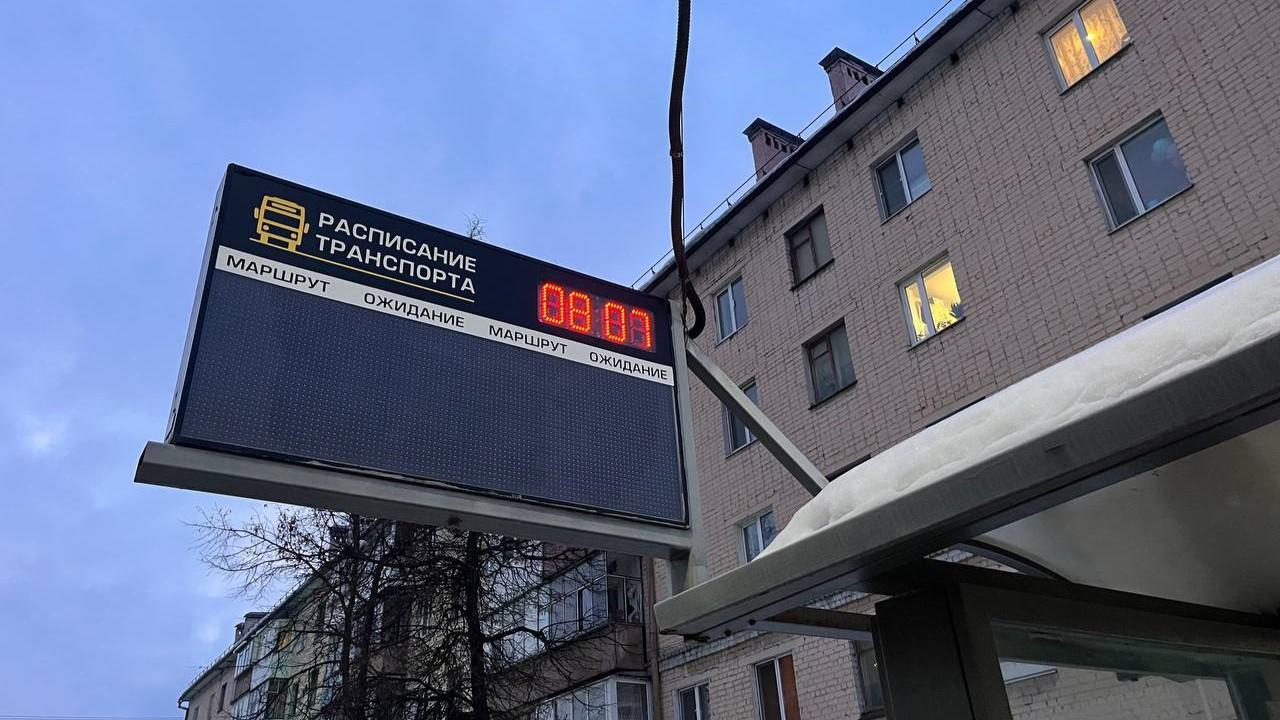 РАСПИСАНИЕ
ТРАНСПОРТА
08:07
МАРШРУТ ОЖИДАНИЕ МАРШРУТ ОЖИДАНИЕ